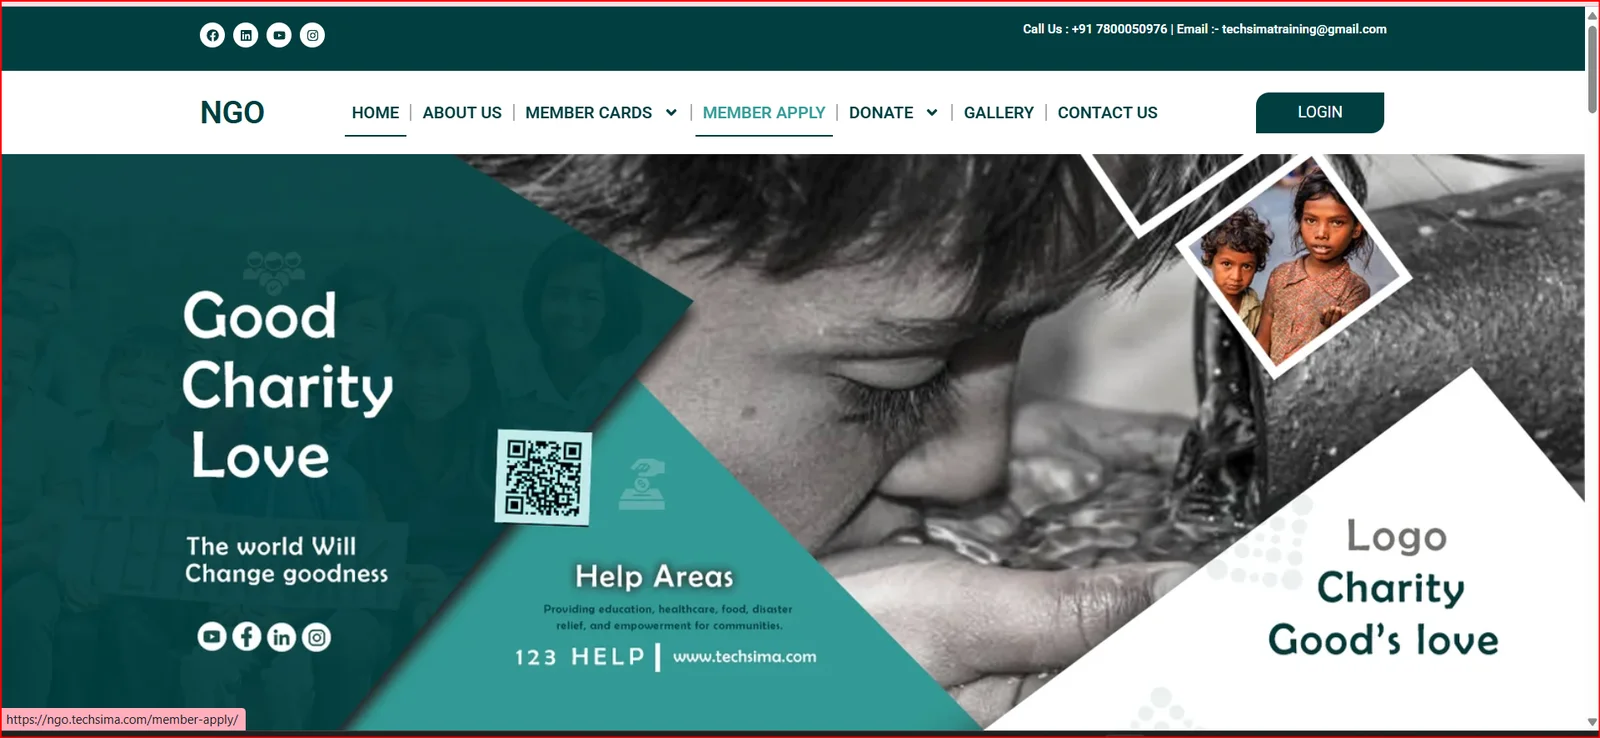 Call Us : +91 7800050976 | Email :- techsimatraining@gmail.com
NGO
HOME
ABOUT US
MEMBER CARDS
MEMBER APPLY
DONATE
GALLERY
CONTACT US
LOGIN
Good
Charity
Love
The world Will
Change goodness
Help Areas
Providing education, healthcare, food, disaster
relief, and empowerment for communities.
123 HELP | www.techsima.com
Logo
Charity
Good's love
https://ngo.techsima.com/member-apply/